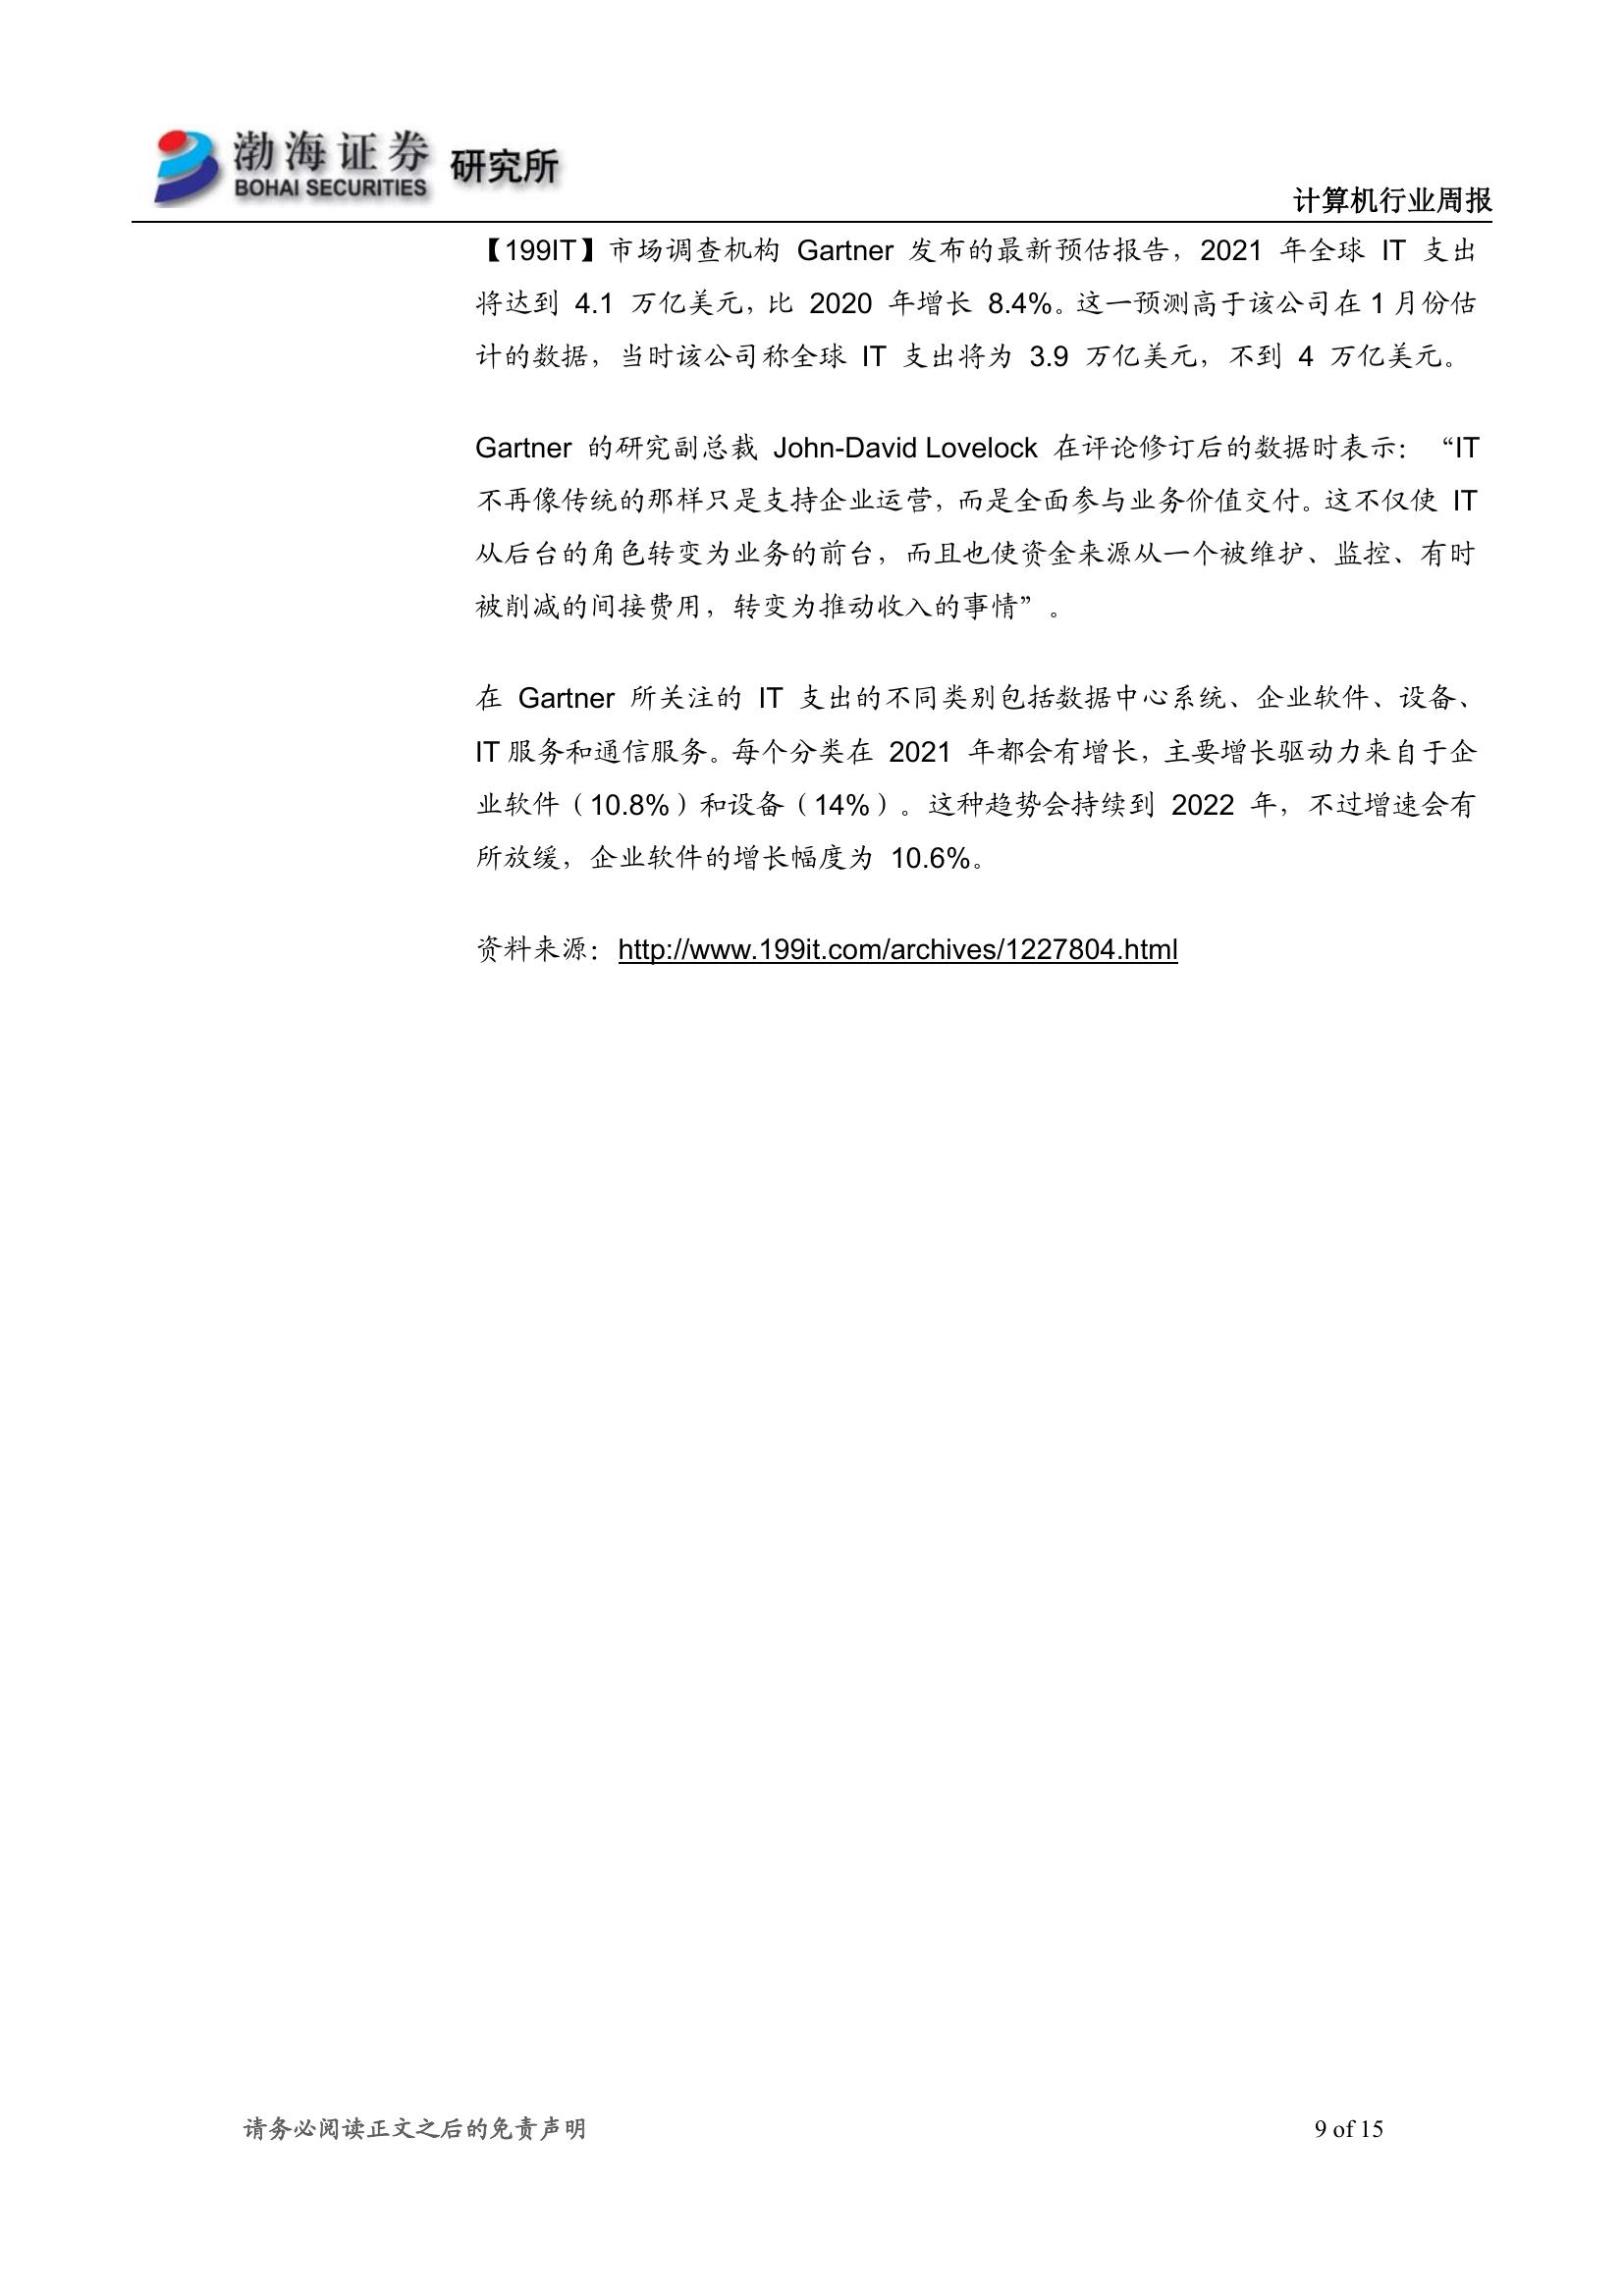 渤海证券
BOHAI SECURITIES
研究所
计算机行业周报
【199IT】市场调查机构 Gartner 发布的最新预估报告，2021 年全球 IT 支出
将达到 4.1 万亿美元，比 2020 年增长 8.4%。这一预测高于该公司在 1 月份估
计的数据，当时该公司称全球 IT 支出将为 3.9 万亿美元，不到 4 万亿美元。
Gartner 的研究副总裁 John-David Lovelock 在评论修订后的数据时表示：“IT
不再像传统的那样只是支持企业运营，而是全面参与业务价值交付。这不仅使 IT
从后台的角色转变为业务的前台，而且也使资金来源从一个被维护、监控、有时
被削减的间接费用，转变为推动收入的事情”。
在 Gartner 所关注的 IT 支出的不同类别包括数据中心系统、企业软件、设备、
IT 服务和通信服务。每个分类在 2021 年都会有增长，主要增长驱动力来自于企
业软件（10.8%）和设备（14%）。这种趋势会持续到 2022 年，不过增速会有
所放缓，企业软件的增长幅度为 10.6%。
资料来源：http://www.199it.com/archives/1227804.html
请务必阅读正文之后的免责声明
9 of 15